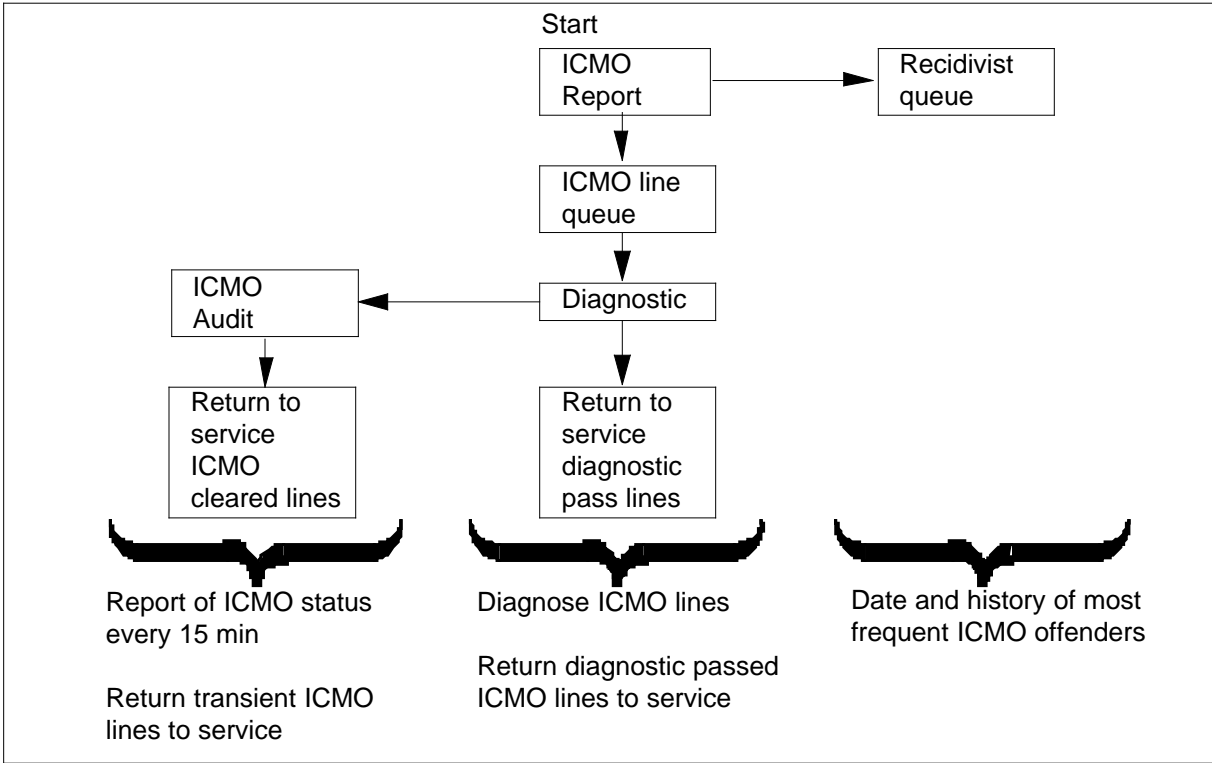 Start
ICMO
Report
Recidivist
queue
ICMO line
queue
ICMO
Audit
Diagnostic
Return to
service
ICMO
cleared lines
Return to
service
diagnostic
pass lines
Report of ICMO status
every 15 min
Return transient ICMO
lines to service
Diagnose ICMO lines
Return diagnostic passed
ICMO lines to service
Date and history of most
frequent ICMO offenders